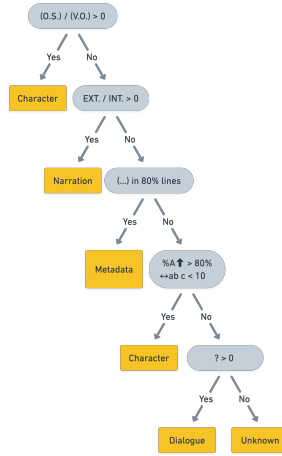 (O.S.) / (V.O.) > 0
Yes
No
Character
EXT. / INT. > 0
Yes
No
Narration
(...) in 80% lines
Yes
No
Metadata
%A⬆ > 80%
↔ab c < 10
Yes
No
Character
? > 0
Yes
No
Dialogue
Unknown